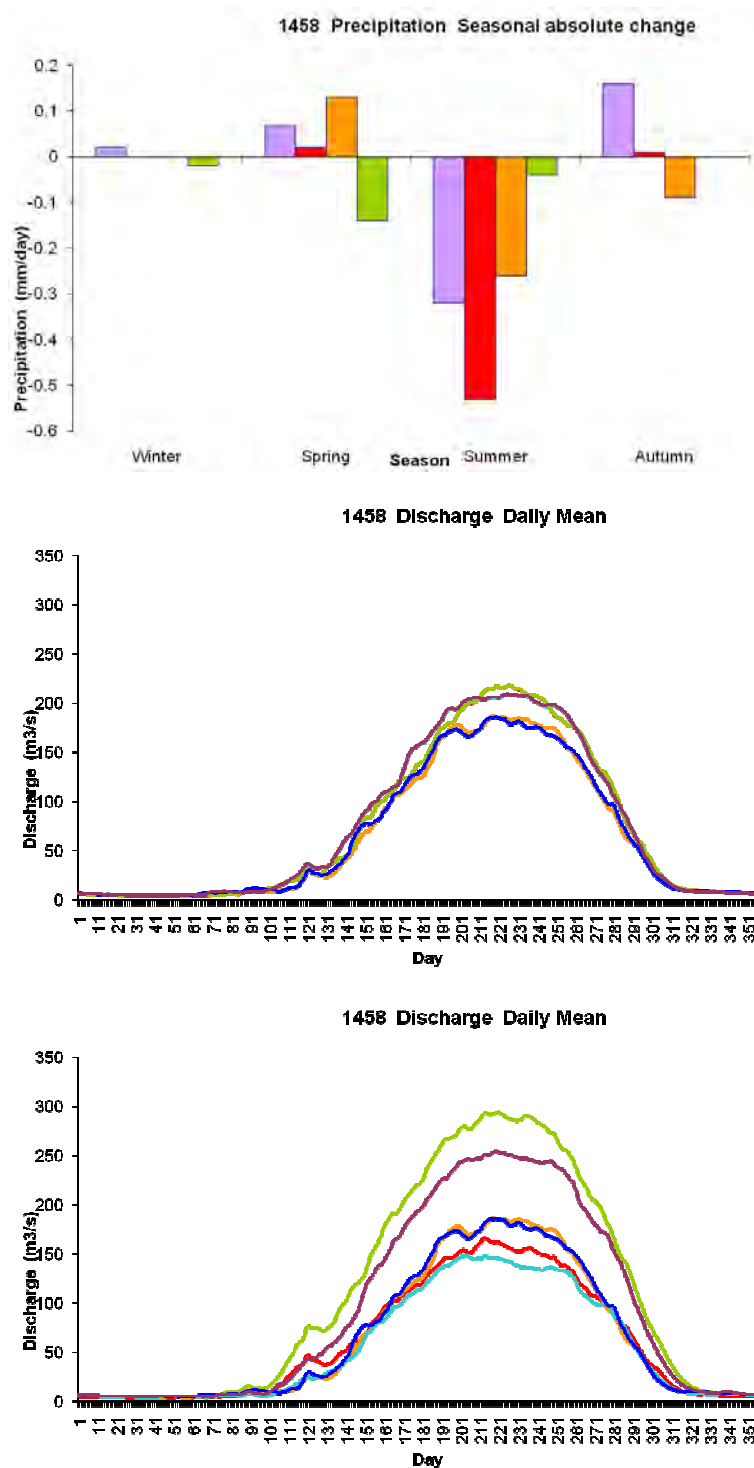 1458 Precipitation Seasonal absolute change
Precipitation (mm/day)
0.2
0.1
0
-0.1
-0.2
-0.3
-0.4
-0.5
-0.6
Winter Spring Season Summer Autumn
1458 Discharge Daily Mean
Discharge (m3/s)
350
300
250
200
150
100
50
0
1 11 21 31 41 51 61 71 81 91 101 111 121 131 141 151 161 171 181 191 201 211 221 231 241 251 261 271 281 291 301 311 321 331 341 351
Day
1458 Discharge Daily Mean
Discharge (m3/s)
350
300
250
200
150
100
50
0
1 11 21 31 41 51 61 71 81 91 101 111 121 131 141 151 161 171 181 191 201 211 221 231 241 251 261 271 281 291 301 311 321 331 341 351
Day